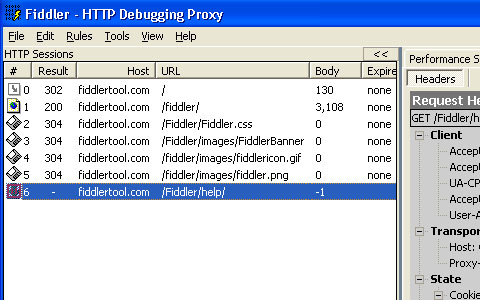 Fiddler - HTTP Debugging Proxy
File Edit Rules Tools View Help
HTTP Sessions <<
# Result Host URL Body Expire
0 302 fiddlertool.com / 130 none
1 200 fiddlertool.com /fiddler/ 3,108 none
2 304 fiddlertool.com /Fiddler/Fiddler.css 0 none
3 304 fiddlertool.com /Fiddler/images/FiddlerBanner 0 none
4 304 fiddlertool.com /Fiddler/images/fiddlericon.gif 0 none
5 304 fiddlertool.com /Fiddler/images/fiddler.png 0 none
6 - fiddlertool.com /Fiddler/help/ -1
Performance S
Headers
Request He
GET /Fiddler/h
Client
Accep
Accep
UA-CP
Accep
User-A
Transpor
Host: 
Proxy-
State
Cookie